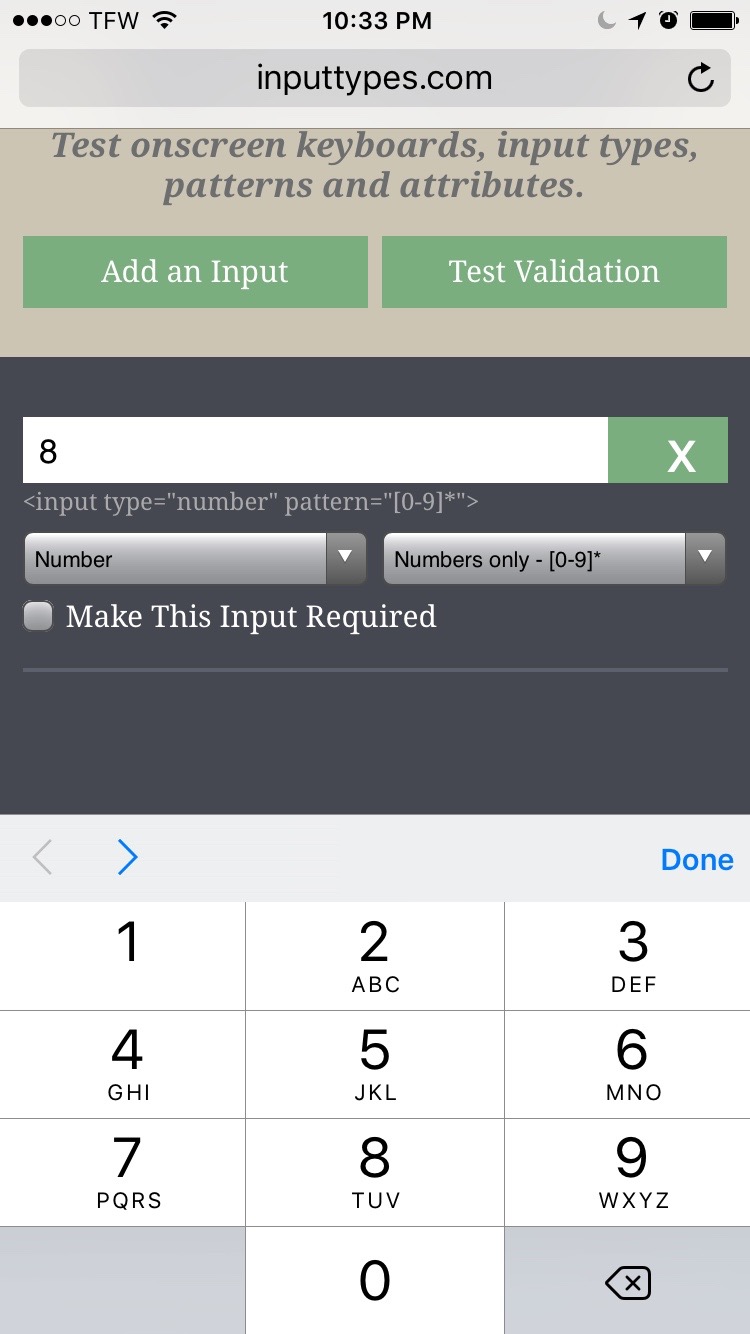 TFW 10:33 PM
inputtypes.com
Test onscreen keyboards, input types,
patterns and attributes.
Add an Input Test Validation
8 X
<input type="number" pattern="[0-9]*">
Number Numbers only - [0-9]*
Make This Input Required
Done
1 2 3
ABC DEF
4 5 6
GHI JKL MNO
7 8 9
PQRS TUV WXYZ
0